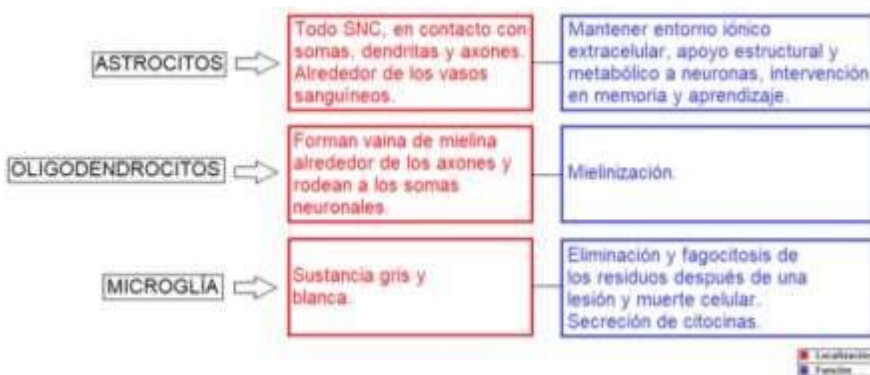 ASTROCITOS
Todo SNC, en contacto con
somas, dendritas y axones.
Alrededor de los vasos
sanguíneos.
Mantener entorno iónico
extracelular, apoyo estructural y
metabólico a neuronas, intervención
en memoria y aprendizaje.
OLIGODENDROCITOS
Forman vaina de mielina
alrededor de los axones y
rodean a los somas
neuronales.
Mielinización.
MICROGLÍA
Sustancia gris y
blanca.
Eliminación y fagocitosis de
los residuos después de una
lesión y muerte celular.
Secreción de citocinas.
Localización
Función